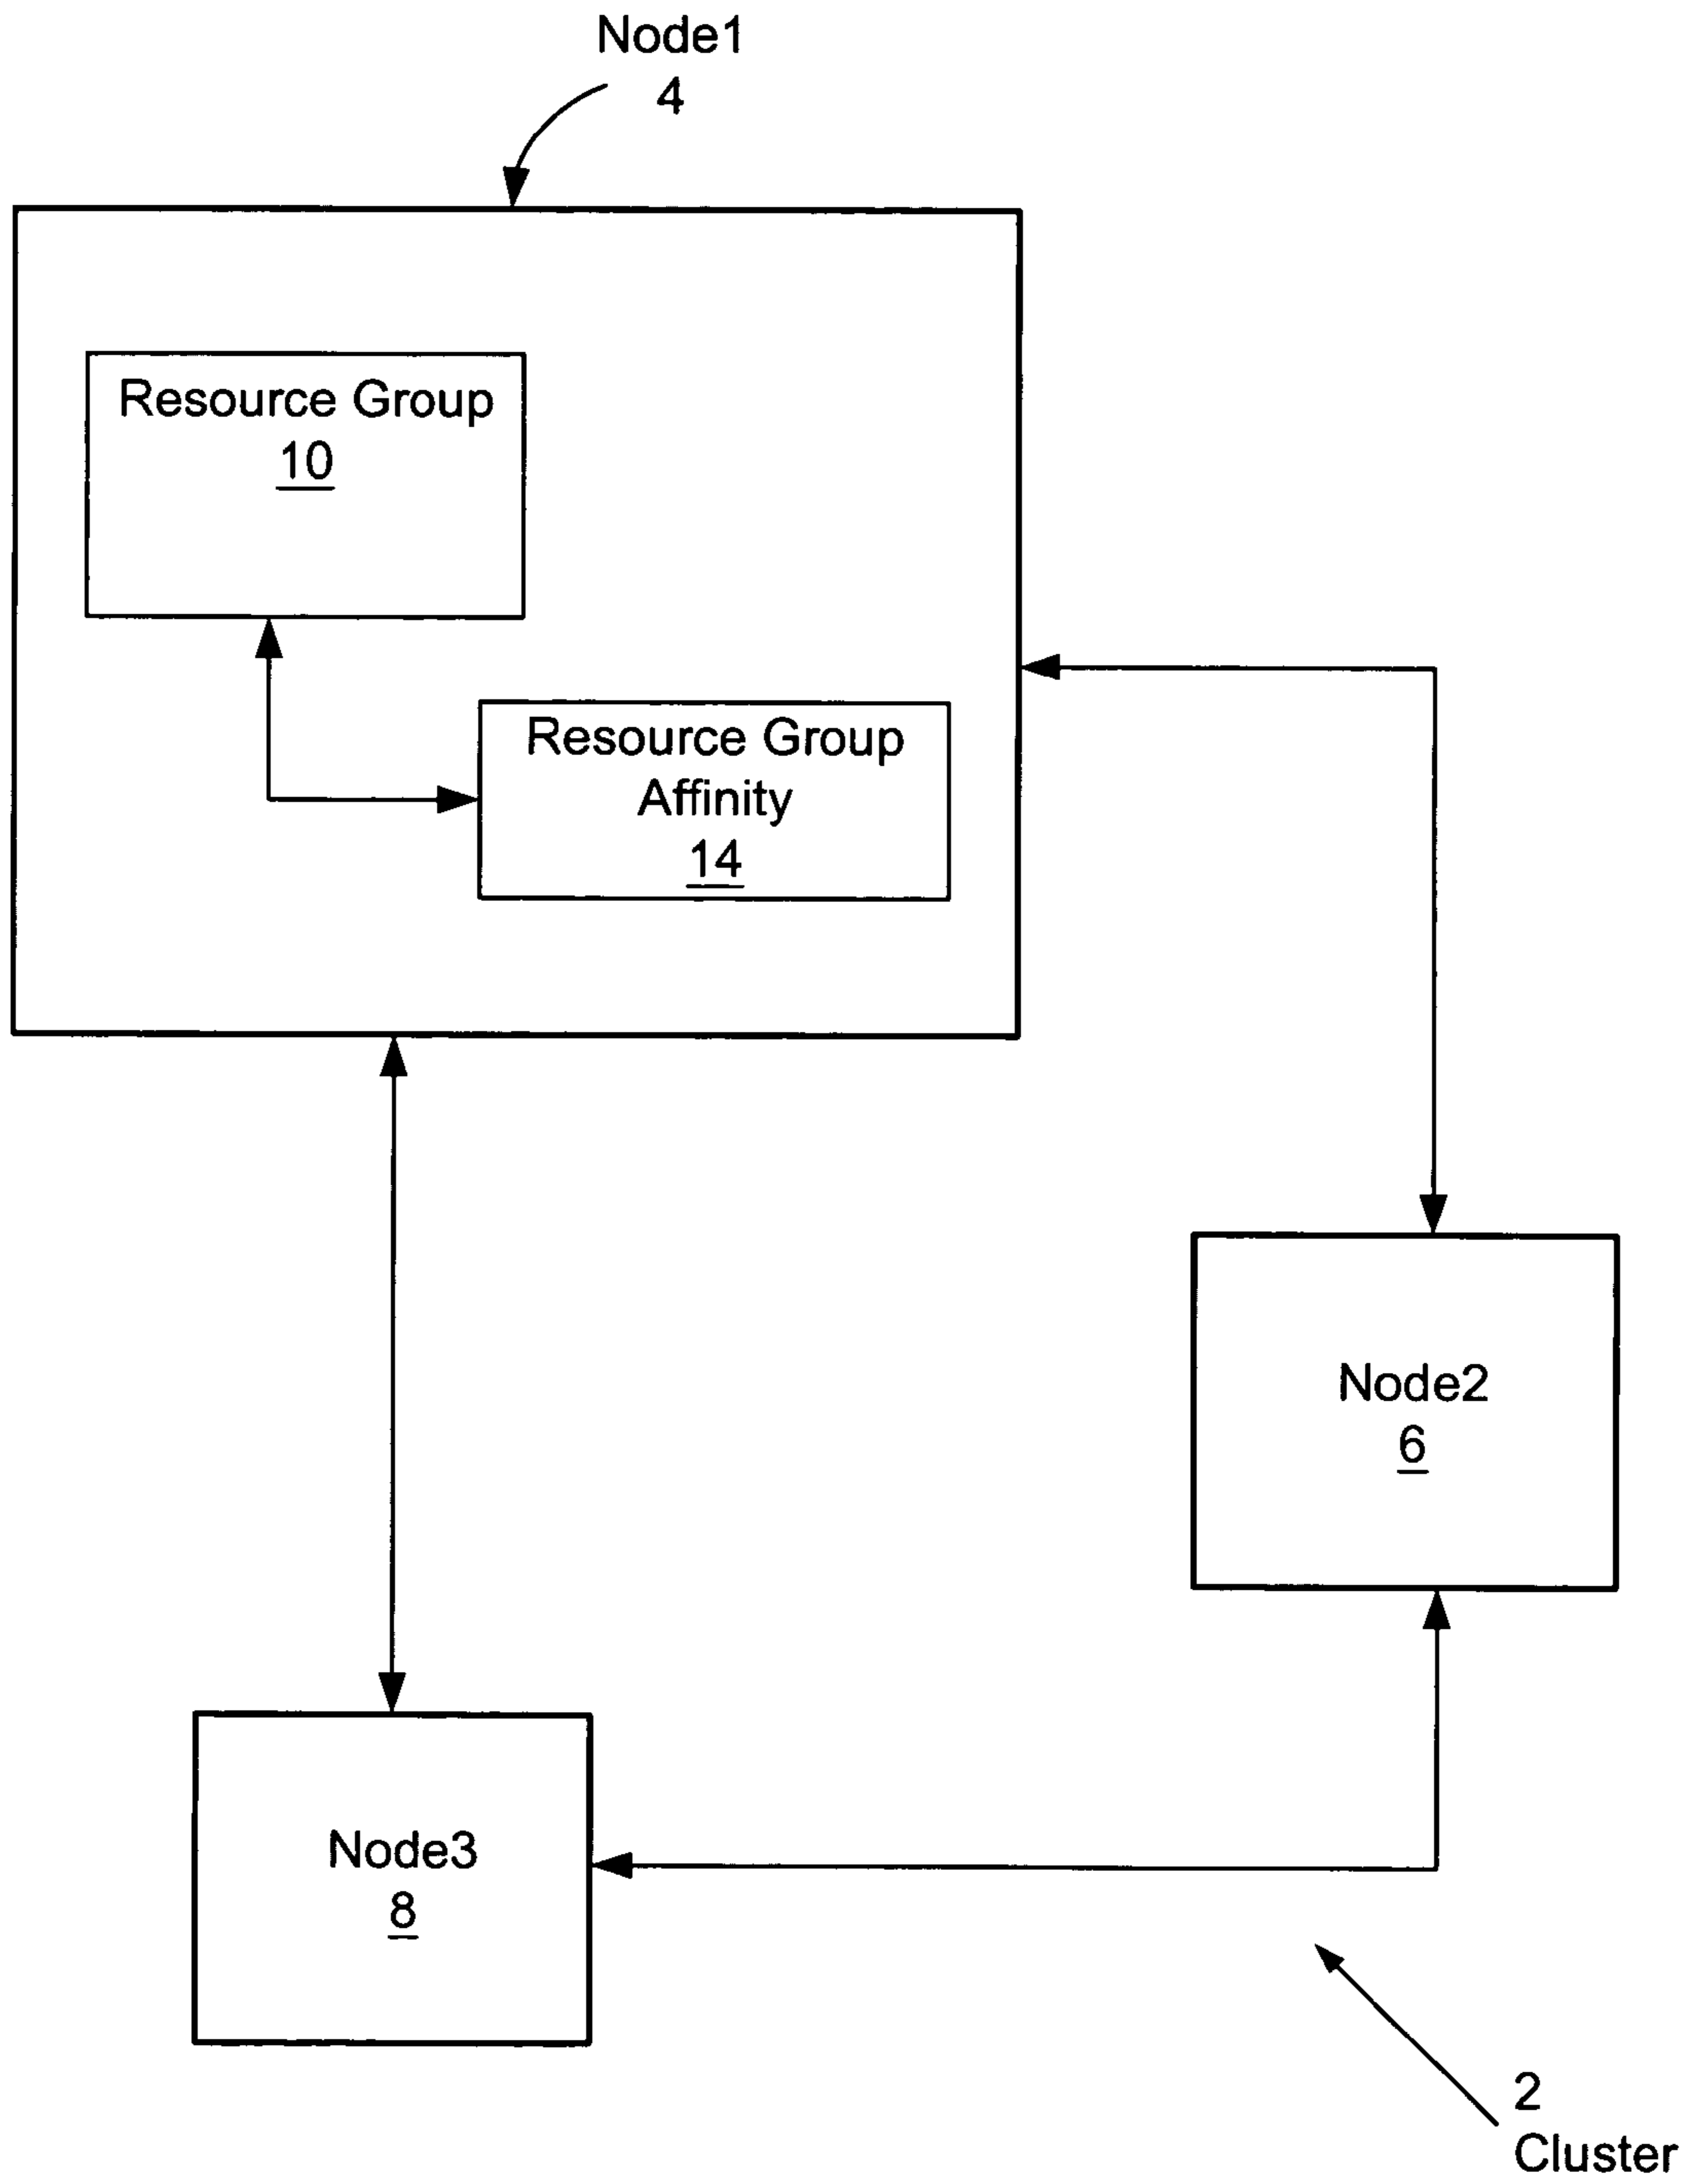 Node1
4
Resource Group
10
Resource Group
Affinity
14
Node2
6
Node3
8
2
Cluster